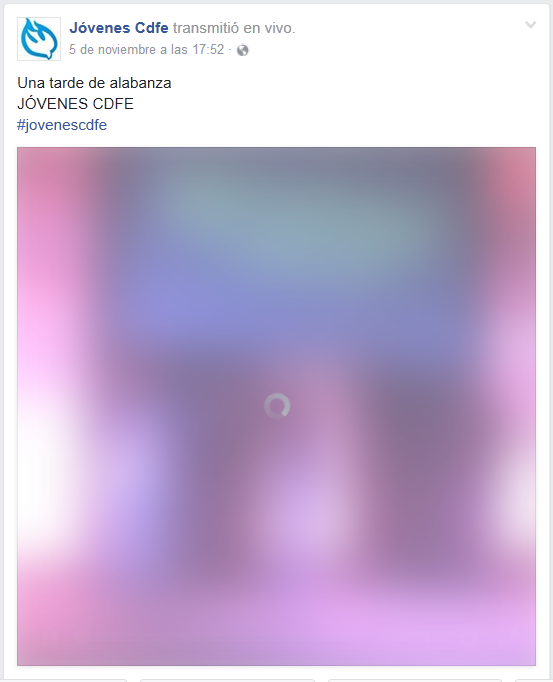 Jóvenes Cdfe transmitió en vivo.
5 de noviembre a las 17:52 ·
Una tarde de alabanza
JÓVENES CDFE
#jovenescdfe